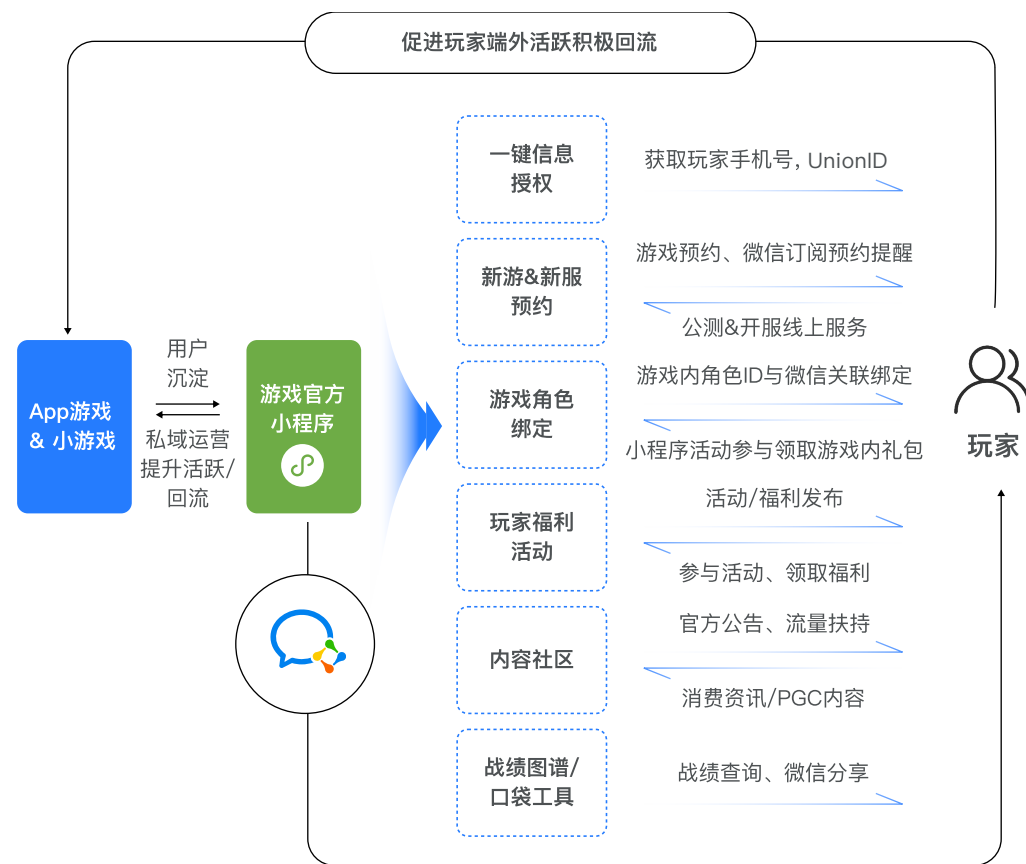 促进玩家端外活跃积极回流
App游戏
& 小游戏
用户
沉淀
私域运营
提升活跃/
回流
游戏官方
小程序
一键信息
授权
获取玩家手机号, UnionID
新游&新服
预约
游戏预约、微信订阅预约提醒
公测&开服线上服务
游戏角色
绑定
游戏内角色ID与微信关联绑定
小程序活动参与领取游戏内礼包
玩家福利
活动
活动/福利发布
参与活动、领取福利
内容社区
官方公告、流量扶持
消费资讯/PGC内容
战绩图谱/
口袋工具
战绩查询、微信分享
玩家